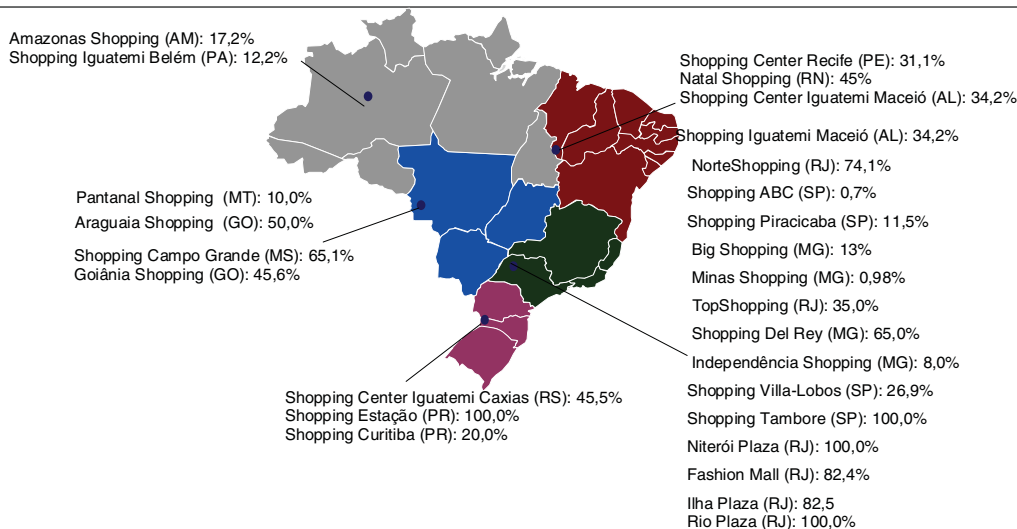 Amazonas Shopping (AM): 17,2%
Shopping Iguatemi Belém (PA): 12,2%
Shopping Center Recife (PE): 31,1%
Natal Shopping (RN): 45%
Shopping Center Iguatemi Maceió (AL): 34,2%
Shopping Iguatemi Maceió (AL): 34,2%
NorteShopping (RJ): 74,1%
Shopping ABC (SP): 0,7%
Shopping Piracicaba (SP): 11,5%
Big Shopping (MG): 13%
Minas Shopping (MG): 0,98%
TopShopping (RJ): 35,0%
Shopping Del Rey (MG): 65,0%
Independência Shopping (MG): 8,0%
Shopping Villa-Lobos (SP): 26,9%
Shopping Tambore (SP): 100,0%
Niterói Plaza (RJ): 100,0%
Fashion Mall (RJ): 82,4%
Ilha Plaza (RJ): 82,5
Rio Plaza (RJ): 100,0%
Pantanal Shopping (MT): 10,0%
Araguaia Shopping (GO): 50,0%
Shopping Campo Grande (MS): 65,1%
Goiânia Shopping (GO): 45,6%
Shopping Center Iguatemi Caxias (RS): 45,5%
Shopping Estação (PR): 100,0%
Shopping Curitiba (PR): 20,0%